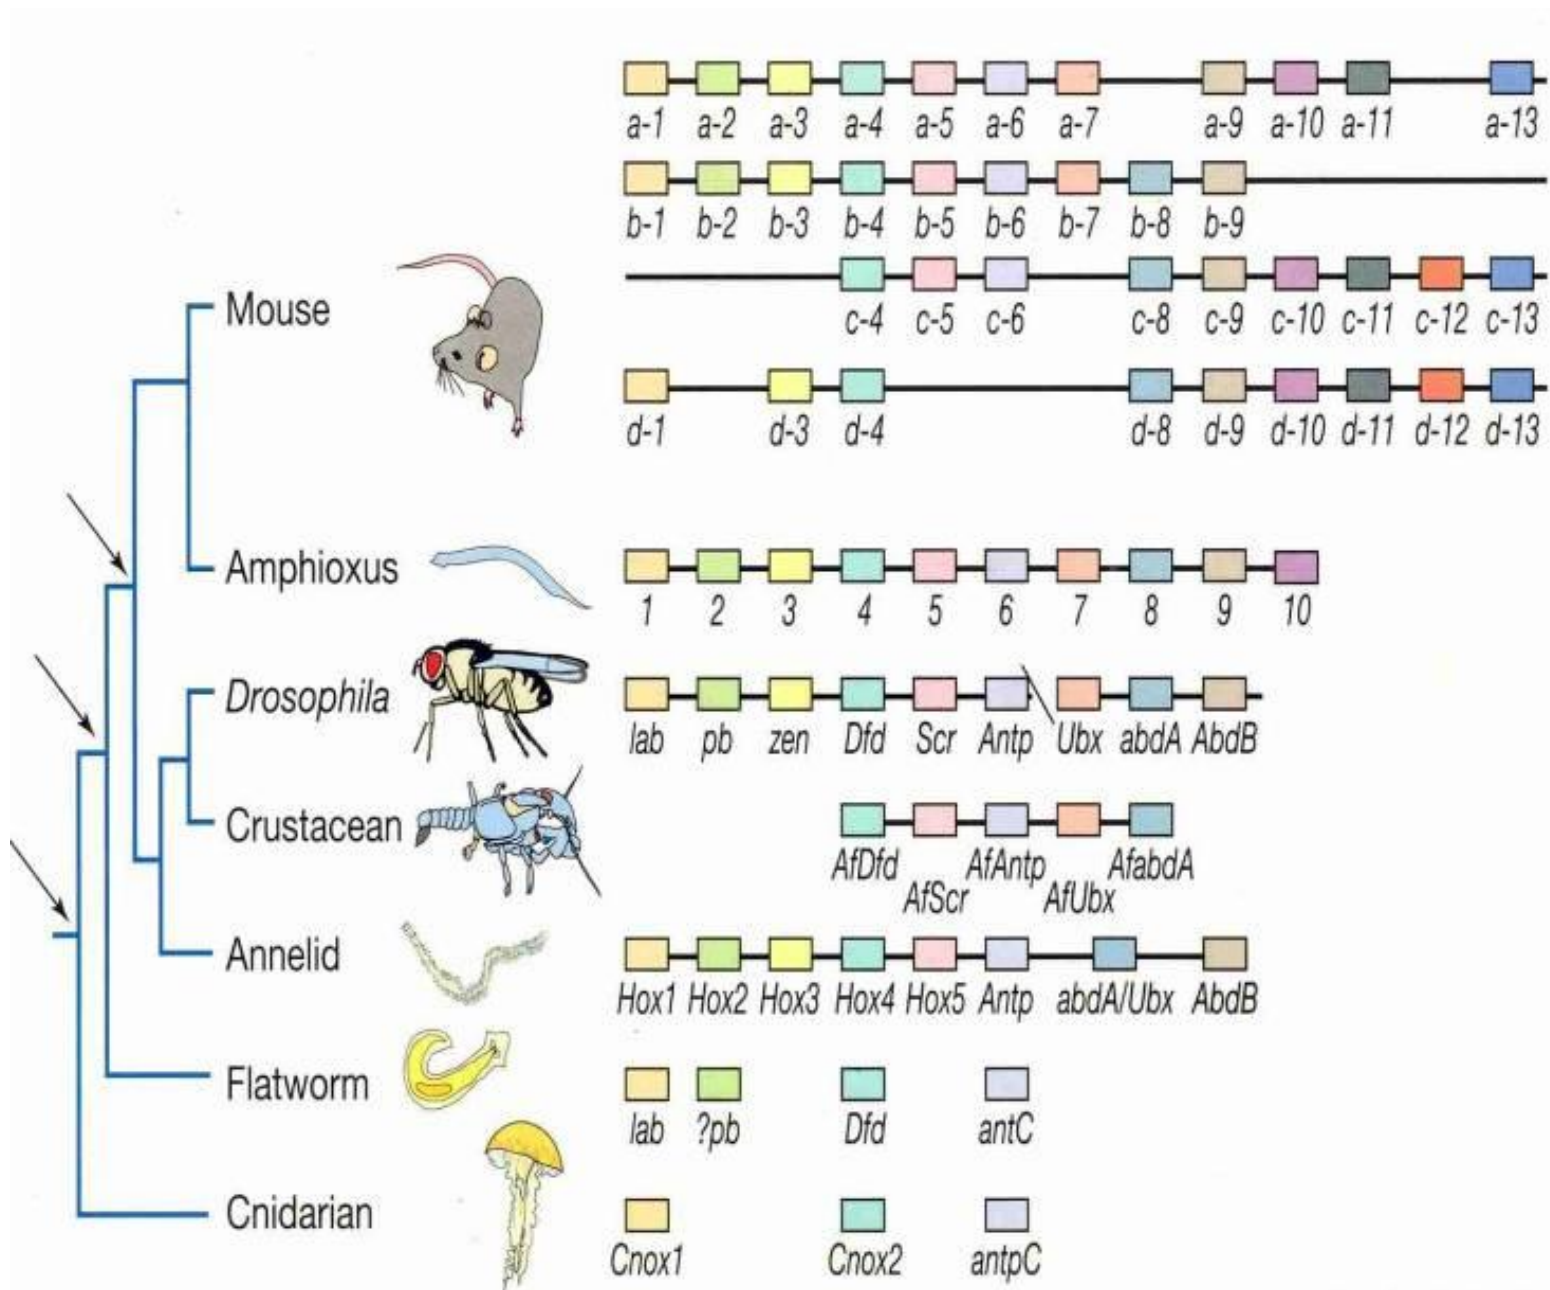 a-1 a-2 a-3 a-4 a-5 a-6 a-7 a-9 a-10 a-11 a-13
b-1 b-2 b-3 b-4 b-5 b-6 b-7 b-8 b-9
Mouse
c-4 c-5 c-6 c-8 c-9 c-10 c-11 c-12 c-13
d-1 d-3 d-4 d-8 d-9 d-10 d-11 d-12 d-13
Amphioxus
1 2 3 4 5 6 7 8 9 10
Drosophila
lab pb zen Dfd Scr Antp Ubx abdA AbdB
Crustacean
AfDfd AfAntp AfabdA
AfScr AfUbx
Annelid
Hox1 Hox2 Hox3 Hox4 Hox5 Antp abdA/Ubx AbdB
Flatworm
lab ?pb Dfd antC
Cnidarian
Cnox1 Cnox2 antpC